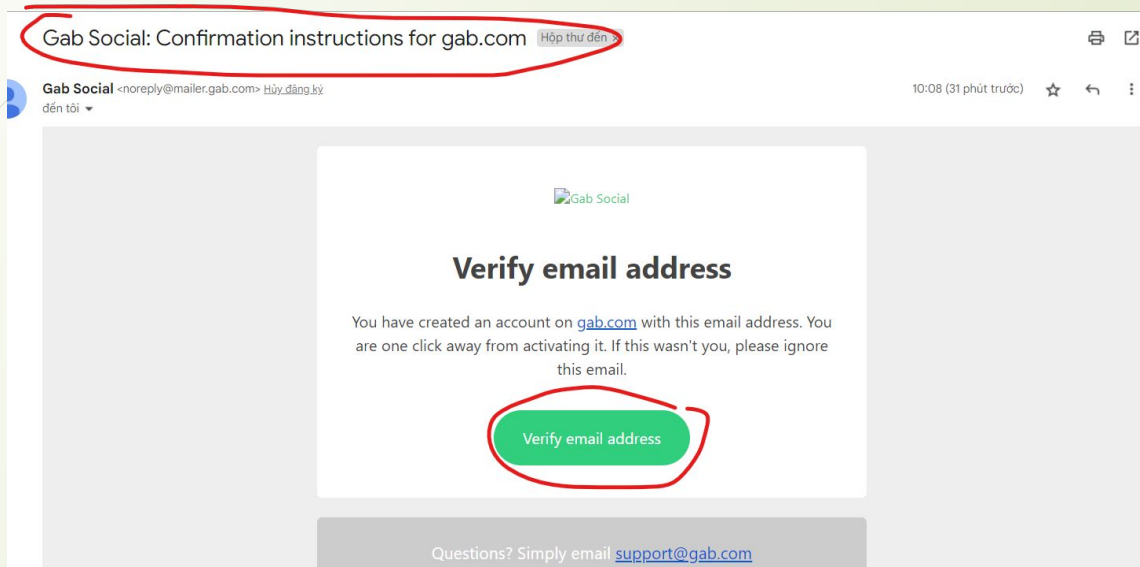 Gab Social: Confirmation instructions for gab.com Hộp thư đến ×
Gab Social <noreply@mailer.gab.com> Hủy đăng ký
10:08 (31 phút trước)
đến tôi
Gab Social
Verify email address
You have created an account on gab.com with this email address. You
are one click away from activating it. If this wasn't you, please ignore
this email.
Verify email address
Questions? Simply email support@gab.com